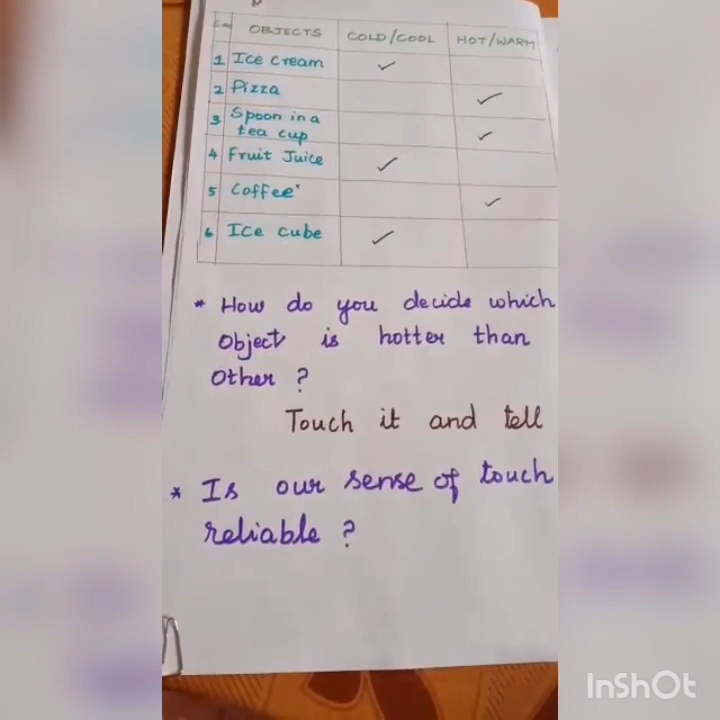 OBJECTS COLD/COOL HOT/WARM
1 Ice cream ✓
2 Pizza ✓
3 Spoon in a
tea cup ✓
4 Fruit Juice ✓
5 Coffee ✓
6 Ice cube ✓
* How do you decide which
object is hotter than
other ?
Touch it and tell
* Is our sense of touch
reliable ?
InShOt